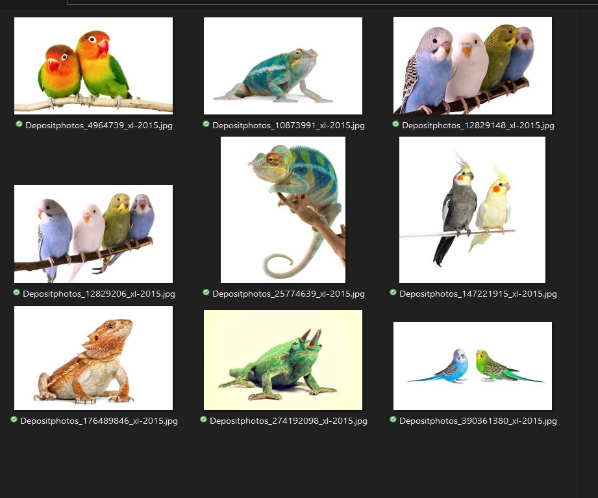 Depositphotos_4964739_xl-2015.jpg
Depositphotos_10873991_xl-2015.jpg
Depositphotos_12829148_xl-2015.jpg
Depositphotos_12829206_xl-2015.jpg
Depositphotos_25774639_xl-2015.jpg
Depositphotos_147221915_xl-2015.jpg
Depositphotos_176489846_xl-2015.jpg
Depositphotos_274192098_xl-2015.jpg
Depositphotos_390361380_xl-2015.jpg